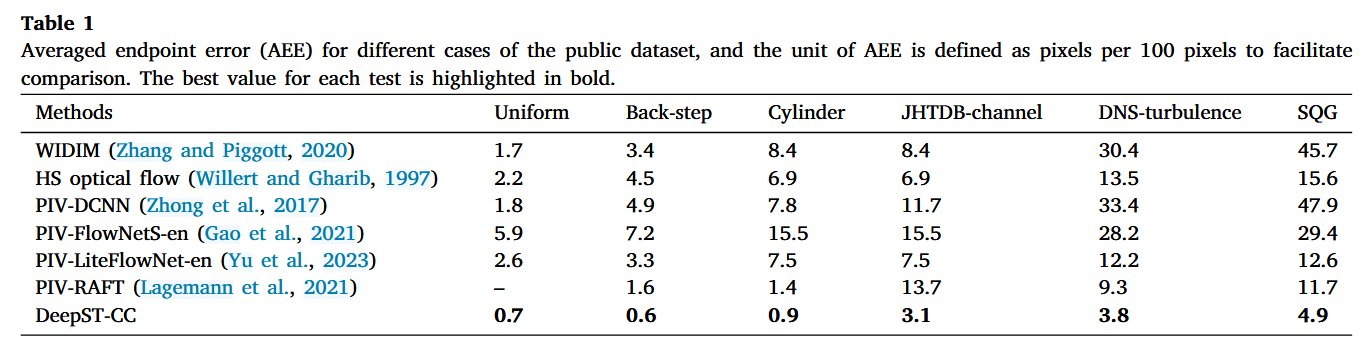 Table 1
Averaged endpoint error (AEE) for different cases of the public dataset, and the unit of AEE is defined as pixels per 100 pixels to facilitate
comparison. The best value for each test is highlighted in bold.
Methods Uniform Back-step Cylinder JHTDB-channel DNS-turbulence SQG
WIDIM (Zhang and Piggott, 2020) 1.7 3.4 8.4 8.4 30.4 45.7
HS optical flow (Willert and Gharib, 1997) 2.2 4.5 6.9 6.9 13.5 15.6
PIV-DCNN (Zhong et al., 2017) 1.8 4.9 7.8 11.7 33.4 47.9
PIV-FlowNetS-en (Gao et al., 2021) 5.9 7.2 15.5 15.5 28.2 29.4
PIV-LiteFlowNet-en (Yu et al., 2023) 2.6 3.3 7.5 7.5 12.2 12.6
PIV-RAFT (Lagemann et al., 2021) – 1.6 1.4 13.7 9.3 11.7
DeepST-CC 0.7 0.6 0.9 3.1 3.8 4.9